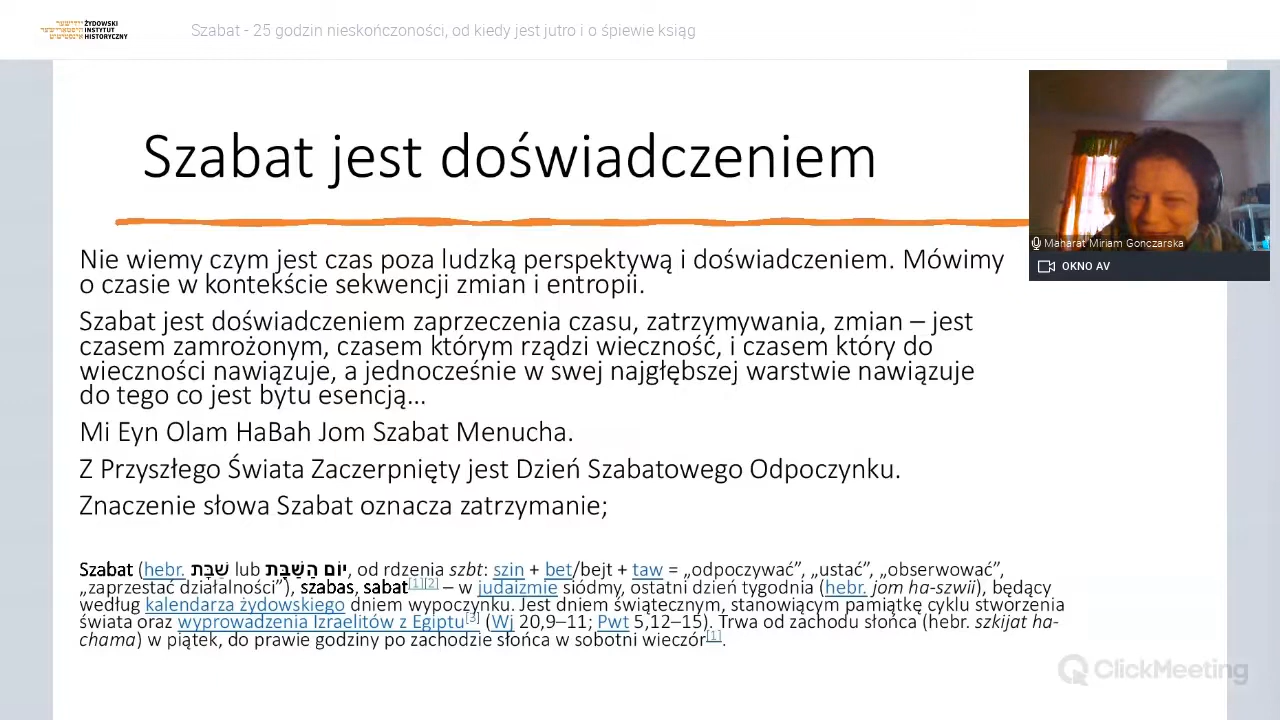 ייִדישער
היסטאָרישער
אינסטיטוט
ŻYDOWSKI
INSTYTUT
HISTORYCZNY
Szabat - 25 godzin nieskończoności, od kiedy jest jutro i o śpiewie ksiąg
Szabat jest doświadczeniem
Maharat Miriam Gonczarska
OKNO AV
Nie wiemy czym jest czas poza ludzką perspektywą i doświadczeniem. Mówimy
o czasie w kontekście sekwencji zmian i entropii.
Szabat jest doświadczeniem zaprzeczenia czasu, zatrzymywania, zmian – jest
czasem zamrożonym, czasem którym rządzi wieczność, i czasem który do
wieczności nawiązuje, a jednocześnie w swej najgłębszej warstwie nawiązuje
do tego co jest bytu esencją...
Mi Eyn Olam HaBah Jom Szabat Menucha.
Z Przyszłego Świata Zaczerpnięty jest Dzień Szabatowego Odpoczynku.
Znaczenie słowa Szabat oznacza zatrzymanie;
Szabat (hebr. שַׁבָּת lub יוֹם הַשַּׁבָּת, od rdzenia szbt: szin + bet/bejt + taw = „odpoczywać”, „ustać”, „obserwować”,
„zaprzestać działalności”), szabas, sabat[1][2] – w judaizmie siódmy, ostatni dzień tygodnia (hebr. jom ha-szwii), będący
według kalendarza żydowskiego dniem wypoczynku. Jest dniem świątecznym, stanowiącym pamiątkę cyklu stworzenia
świata oraz wyprowadzenia Izraelitów z Egiptu[3] (Wj 20,9–11; Pwt 5,12–15). Trwa od zachodu słońca (hebr. szkijat ha-
chama) w piątek, do prawie godziny po zachodzie słońca w sobotni wieczór[1].
ClickMeeting